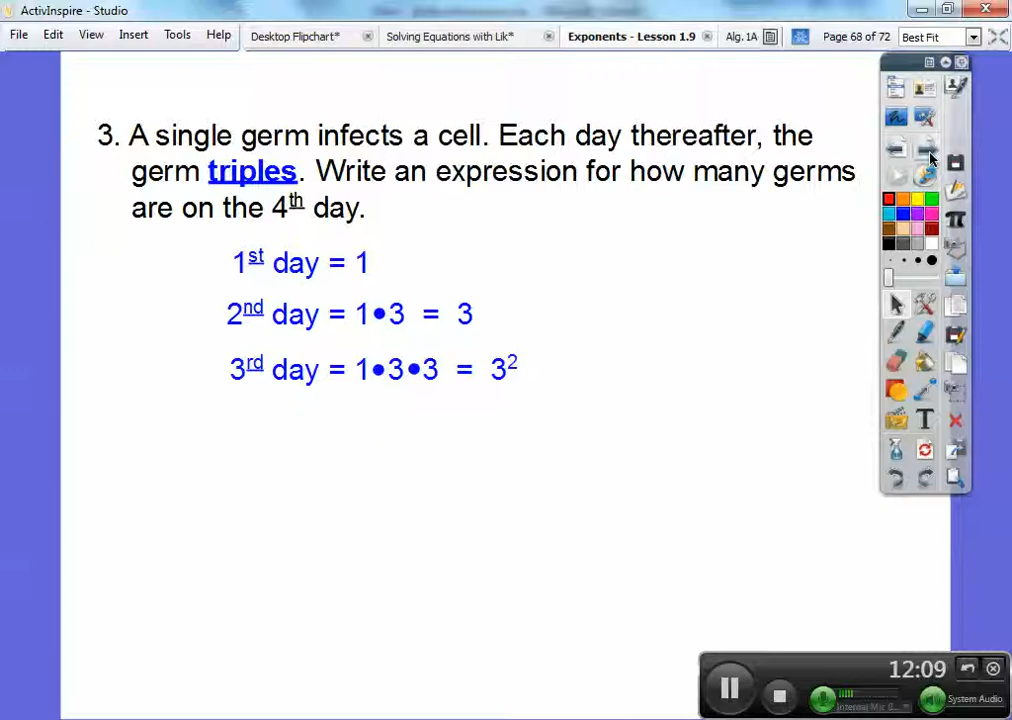 ActivInspire - Studio
File Edit View Insert Tools Help Desktop Flipchart* Solving Equations with Lik* Exponents - Lesson 1.9 Alg. 1A Page 68 of 72 Best Fit
3. A single germ infects a cell. Each day thereafter, the
germ triples. Write an expression for how many germs
are on the 4th day.
1st day = 1
2nd day = 1•3 = 3
3rd day = 1•3•3 = 3²
T
12:09
Internal Mic
System Audio